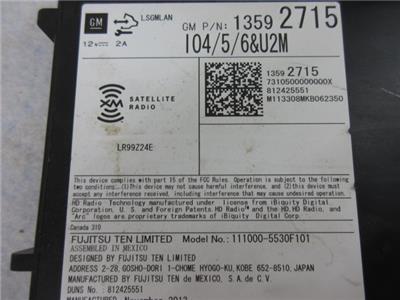 GM
LSGMLAN
12V 2A
GM P/N: 1359 2715
IO4/5/6&U2M
1359 2715
7310500000000X
812425551
M113308MKB062350
XM
SATELLITE
RADIO
LR99224E
This device complies with part 15 of the FCC Rules. Operation is subject to the following
two conditions...(1)This device may not cause harmful interference, and (2)this device must
accept any interference received, including interference that may cause undesired operation.
HD Radio Technology manufactured under license from iBiquity Digital
Corporation. U.S. and Foreign Patents. HD Radio™ and the HD, HD Radio, and
"Arc" logos are proprietary trademarks of iBiquity Digital Corp.
Canada 310
FUJITSU TEN LIMITED Model No.:111000-5530F101
ASSEMBLED IN MEXICO
DESIGNED BY FUJITSU TEN LIMITED
ADDRESS 2-28, GOSHO-DORI 1-CHOME HYOGO-KU, KOBE 652-8510, JAPAN
MANUFACTURED BY FUJITSU TEN de MEXICO, S.A. DE C.V.
DUNS NO.: 812425551
November 2013